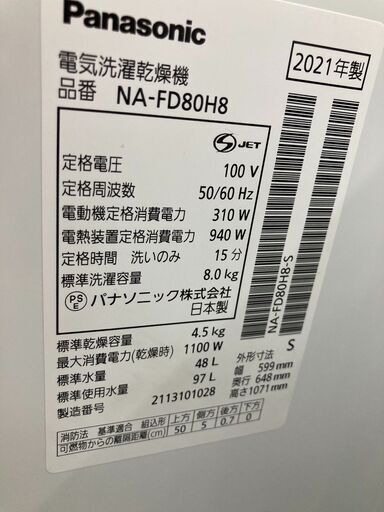 Panasonic
電気洗濯乾燥機
品番 NA-FD80H8
2021年製
S JET
定格電圧 100 V
定格周波数 50/60 Hz
電動機定格消費電力 310 W
電熱装置定格消費電力 940 W
定格時間 洗いのみ 15 分
標準洗濯容量 8.0 kg
PSE パナソニック株式会社
日本製
NA-FD80H8-S
標準乾燥容量 4.5 kg
最大消費電力(乾燥時) 1100 W
標準水量 48 L
標準使用水量 97 L
製造番号 2113101028
S
外形寸法
幅 599mm
奥行 648mm
高さ1071mm
消防法 基準適合 組込形 上方 側方 後方 下方
可燃物からの離隔距離(cm) 50 5 0.7 0